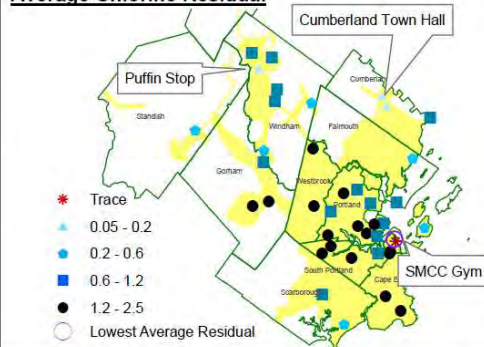 Average Chlorine Residual
Cumberland Town Hall
Puffin Stop
Standish
Windham
Falmouth
Gorham
Westbrook
Portland
Trace
0.05 - 0.2
0.2 - 0.6
0.6 - 1.2
1.2 - 2.5
Lowest Average Residual
South Portland
Scarborough
SMCC Gym